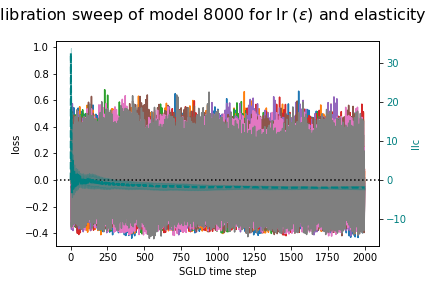 libration sweep of model 8000 for lr (ε) and elasticity
1.0
0.8
0.6
0.4
0.2
0.0
−0.2
−0.4
loss
30
20
10
0
−10
llc
0 250 500 750 1000 1250 1500 1750 2000
SGLD time step